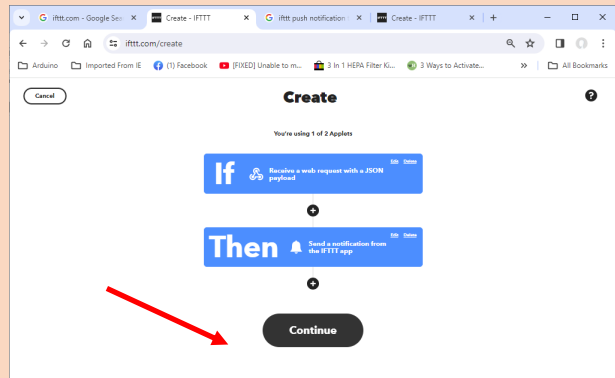 ifttt.com - Google Sea
Create - IFTTT
ifttt push notification
Create - IFTTT
ifttt.com/create
Arduino
Imported From IE
(1) Facebook
[FIXED] Unable to m...
3 In 1 HEPA Filter Ki...
3 Ways to Activate...
All Bookmarks
Cancel
Create
?
You're using 1 of 2 Applets
If
Receive a web request with a JSON
payload
Edit Delete
Then
Send a notification from
the IFTTT app
Edit Delete
Continue